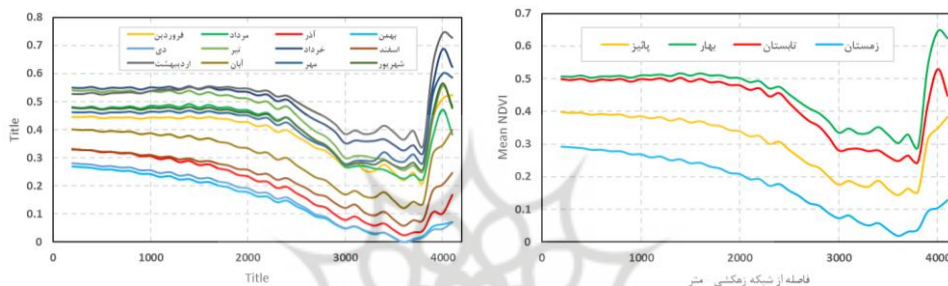 0.8
0.7
0.6
0.5
0.4
0.3
0.2
0.1
0
Title
فروردین
مرداد
آذر
بهمن
دی
تیر
خرداد
اسفند
اردیبهشت
آبان
مهر
شهریور
0 1000 2000 3000 4000
Title
0.7
0.6
0.5
0.4
0.3
0.2
0.1
0
Mean NDVI
پائیز
بهار
تابستان
زمستان
0 1000 2000 3000 4000
فاصله از شبکه زهکشی - متر